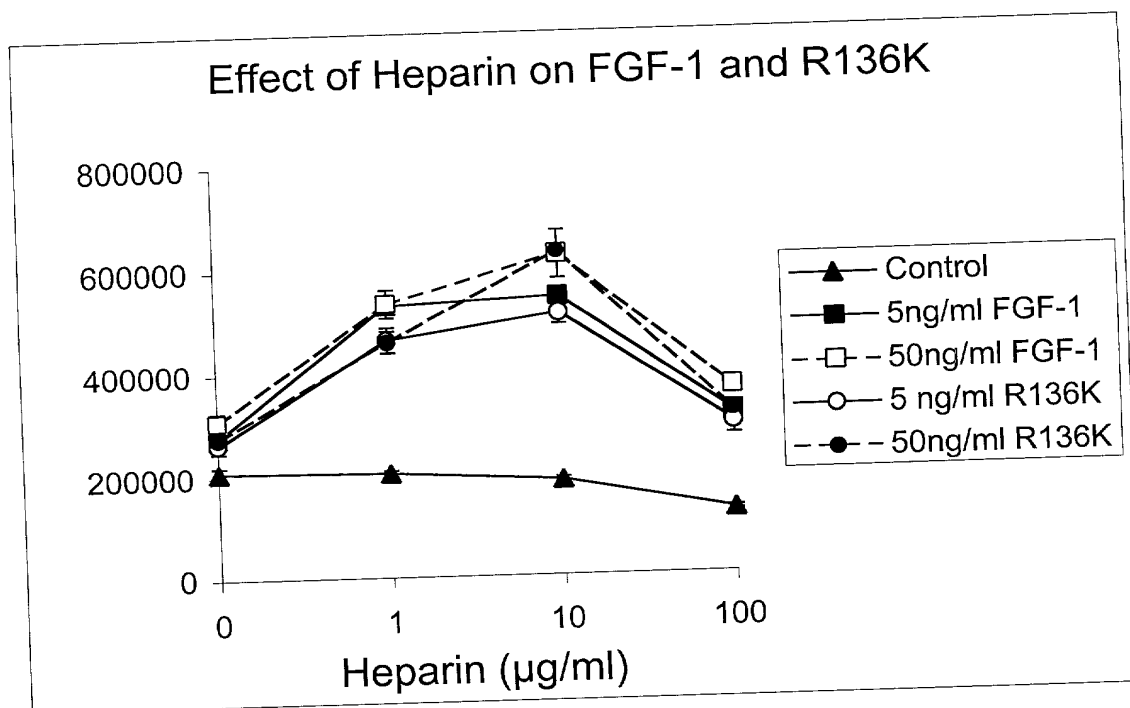 Effect of Heparin on FGF-1 and R136K
800000
600000
400000
200000
0
0 1 10 100
Heparin (µg/ml)
Control
5ng/ml FGF-1
50ng/ml FGF-1
5 ng/ml R136K
50ng/ml R136K